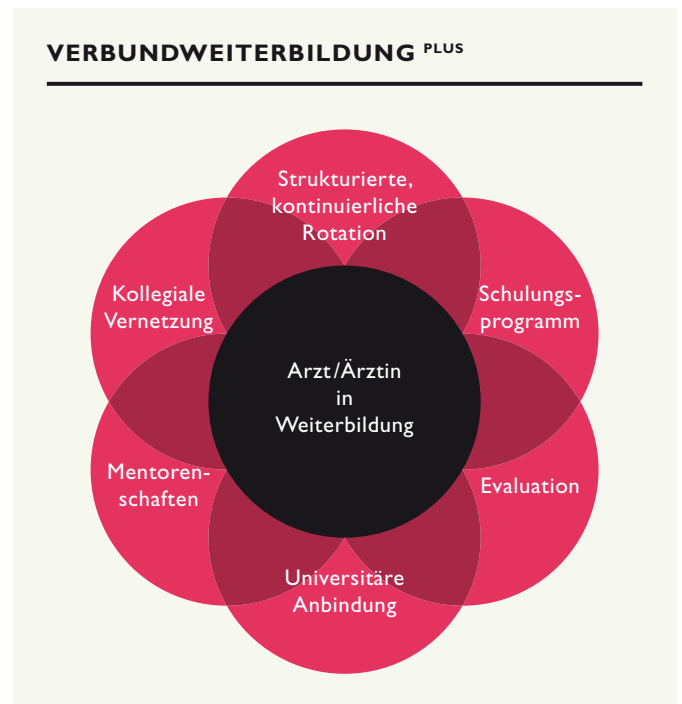 VERBUNDWEITERBILDUNG PLUS
Strukturierte,
kontinuierliche
Rotation
Kollegiale
Vernetzung
Schulungs-
programm
Arzt/Ärztin
in
Weiterbildung
Mentoren-
schaften
Evaluation
Universitäre
Anbindung